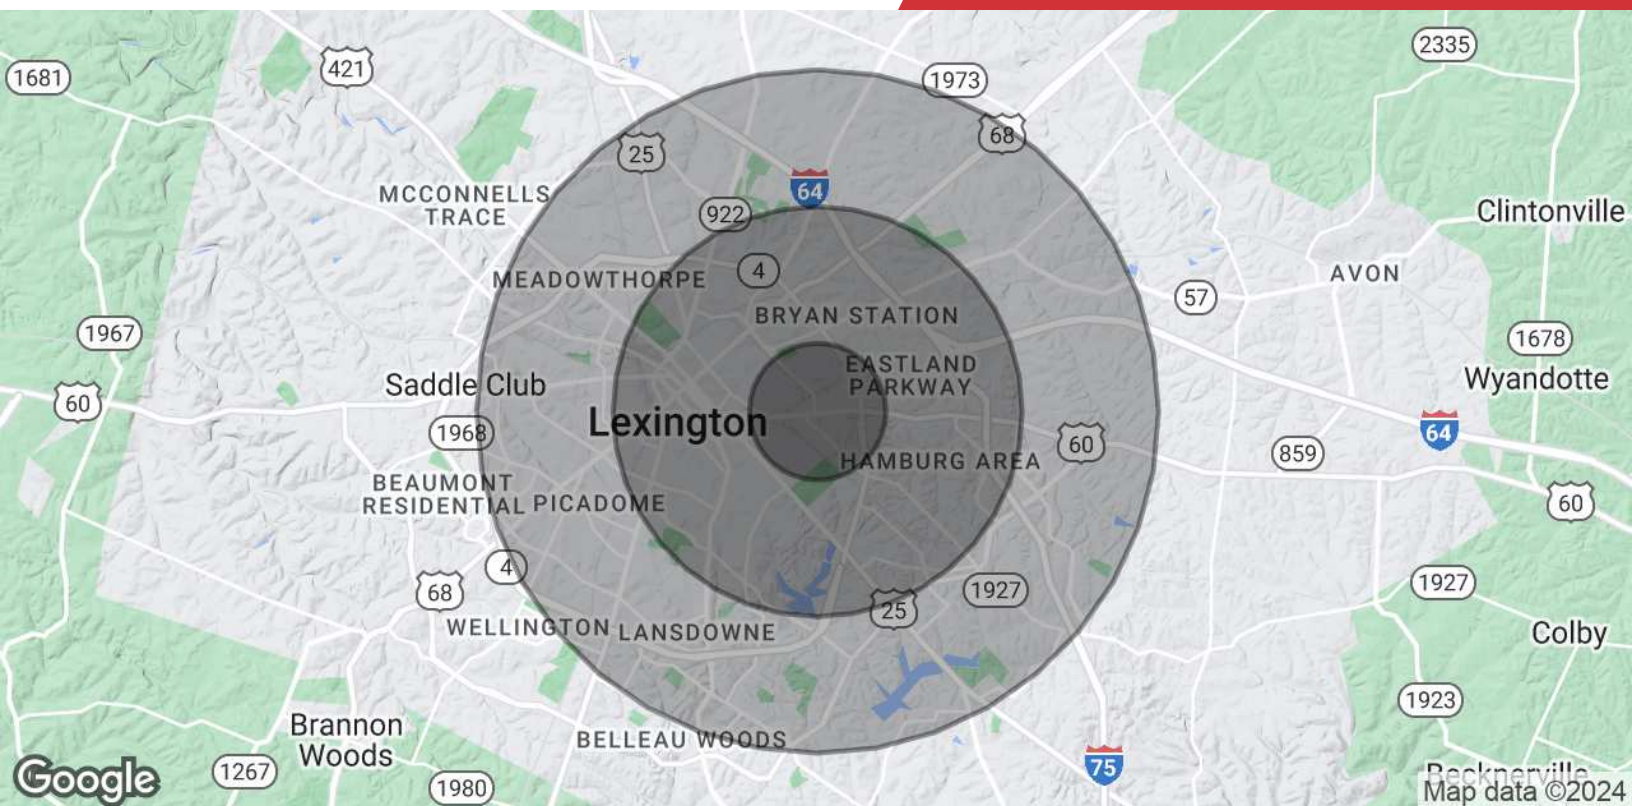 2335
1973
421
1681
68
25
64
MCCONNELLS
TRACE
922
Clintonville
4
AVON
MEADOWTHORPE
57
BRYAN STATION
1967
1678
EASTLAND
PARKWAY
Wyandotte
Saddle Club
60
Lexington
1968
64
60
859
HAMBURG AREA
BEAUMONT
RESIDENTIAL
PICADOME
60
4
1927
68
1927
25
WELLINGTON
LANSDOWNE
Colby
1923
Brannon
Woods
BELLEAU WOODS
75
Google
1267
1980
Becknerville
Map data ©2024